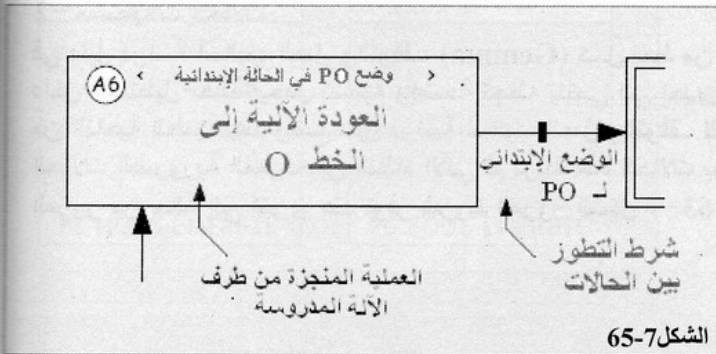 A6
< وضع PO في الحالة الإبتدائية >
العودة الآلية إلى
الخط O
الوضع الابتدائي
لـ PO
شرط التطور
بين الحالات
العملية المنجزة من طرف
الآلة المدروسة
الشكل7-65